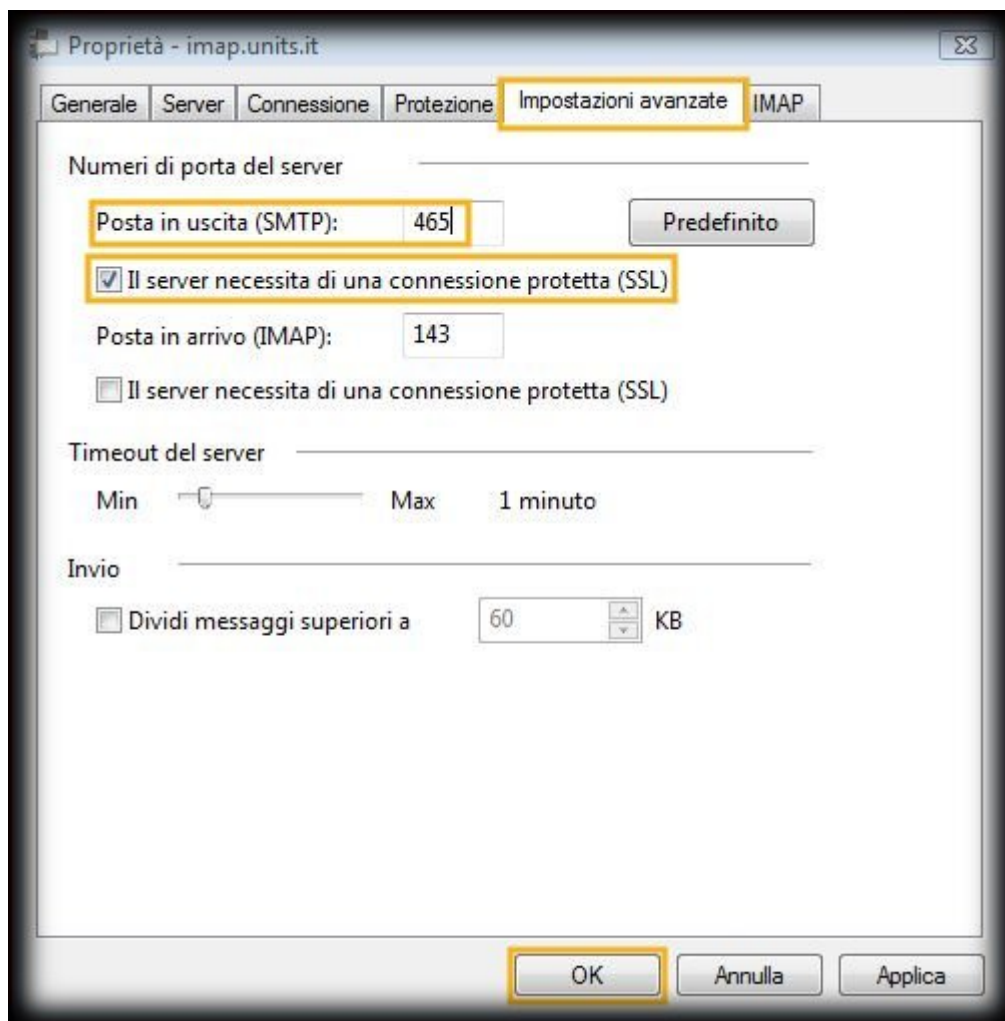 Proprietà - imap.units.it
Generale Server Connessione Protezione Impostazioni avanzate IMAP
Numeri di porta del server
Posta in uscita (SMTP): 465 Predefinito
Il server necessita di una connessione protetta (SSL)
Posta in arrivo (IMAP): 143
Il server necessita di una connessione protetta (SSL)
Timeout del server
Min Max 1 minuto
Invio
Dividi messaggi superiori a 60 KB
OK Annulla Applica